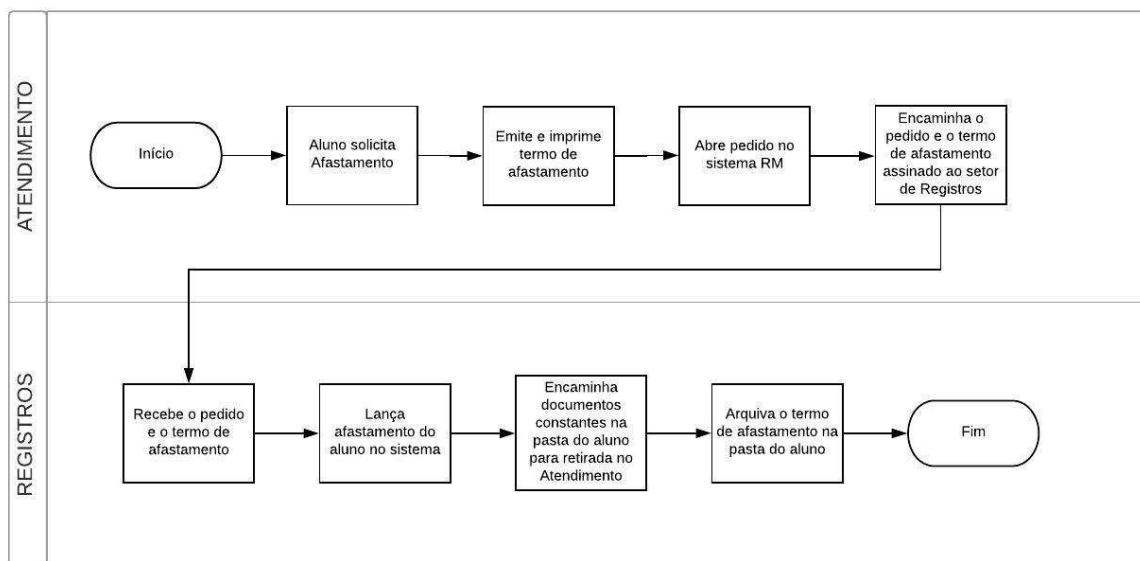 ATENDIMENTO
Início
Aluno solicita
Afastamento
Emite e imprime
termo de
afastamento
Abre pedido no
sistema RM
Encaminha o
pedido e o termo
de afastamento
assinado ao setor
de Registros
REGISTROS
Recebe o pedido
e o termo de
afastamento
Lança
afastamento do
aluno no sistema
Encaminha
documentos
constantes na
pasta do aluno
para retirada no
Atendimento
Arquiva o termo
de afastamento na
pasta do aluno
Fim